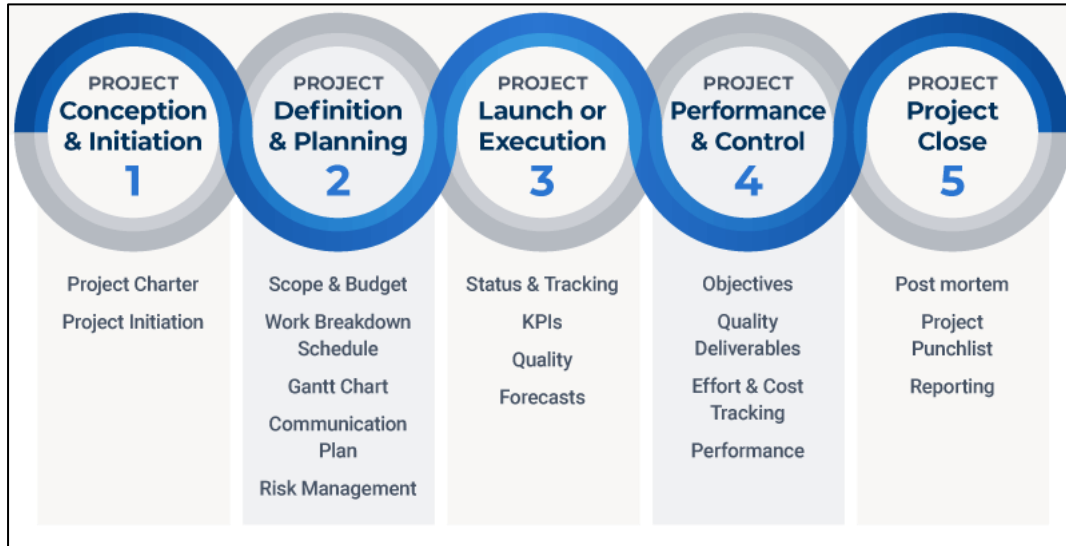 PROJECT
Conception
& Initiation
1
Project Charter
Project Initiation
PROJECT
Definition
& Planning
2
Scope & Budget
Work Breakdown
Schedule
Gantt Chart
Communication
Plan
Risk Management
PROJECT
Launch or
Execution
3
Status & Tracking
KPIs
Quality
Forecasts
PROJECT
Performance
& Control
4
Objectives
Quality
Deliverables
Effort & Cost
Tracking
Performance
PROJECT
Project
Close
5
Post mortem
Project
Punchlist
Reporting